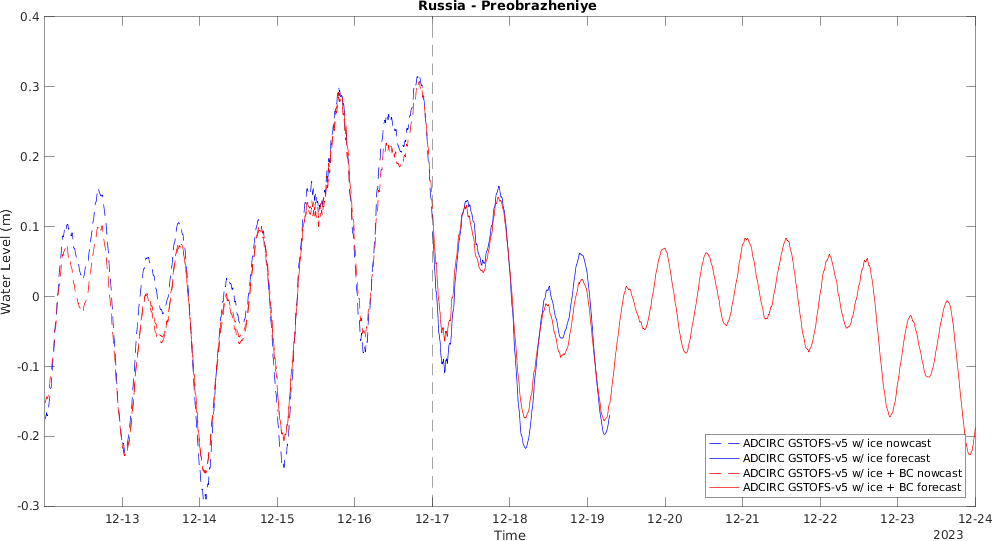 Russia - Preobrazheniye
0.4
0.3
0.2
0.1
0
-0.1
-0.2
-0.3
Water Level (m)
ADCIRC GSTOFS-v5 w/ ice nowcast
ADCIRC GSTOFS-v5 w/ ice forecast
ADCIRC GSTOFS-v5 w/ ice + BC nowcast
ADCIRC GSTOFS-v5 w/ ice + BC forecast
12-13 12-14 12-15 12-16 12-17 12-18 12-19 12-20 12-21 12-22 12-23 12-24
Time
2023